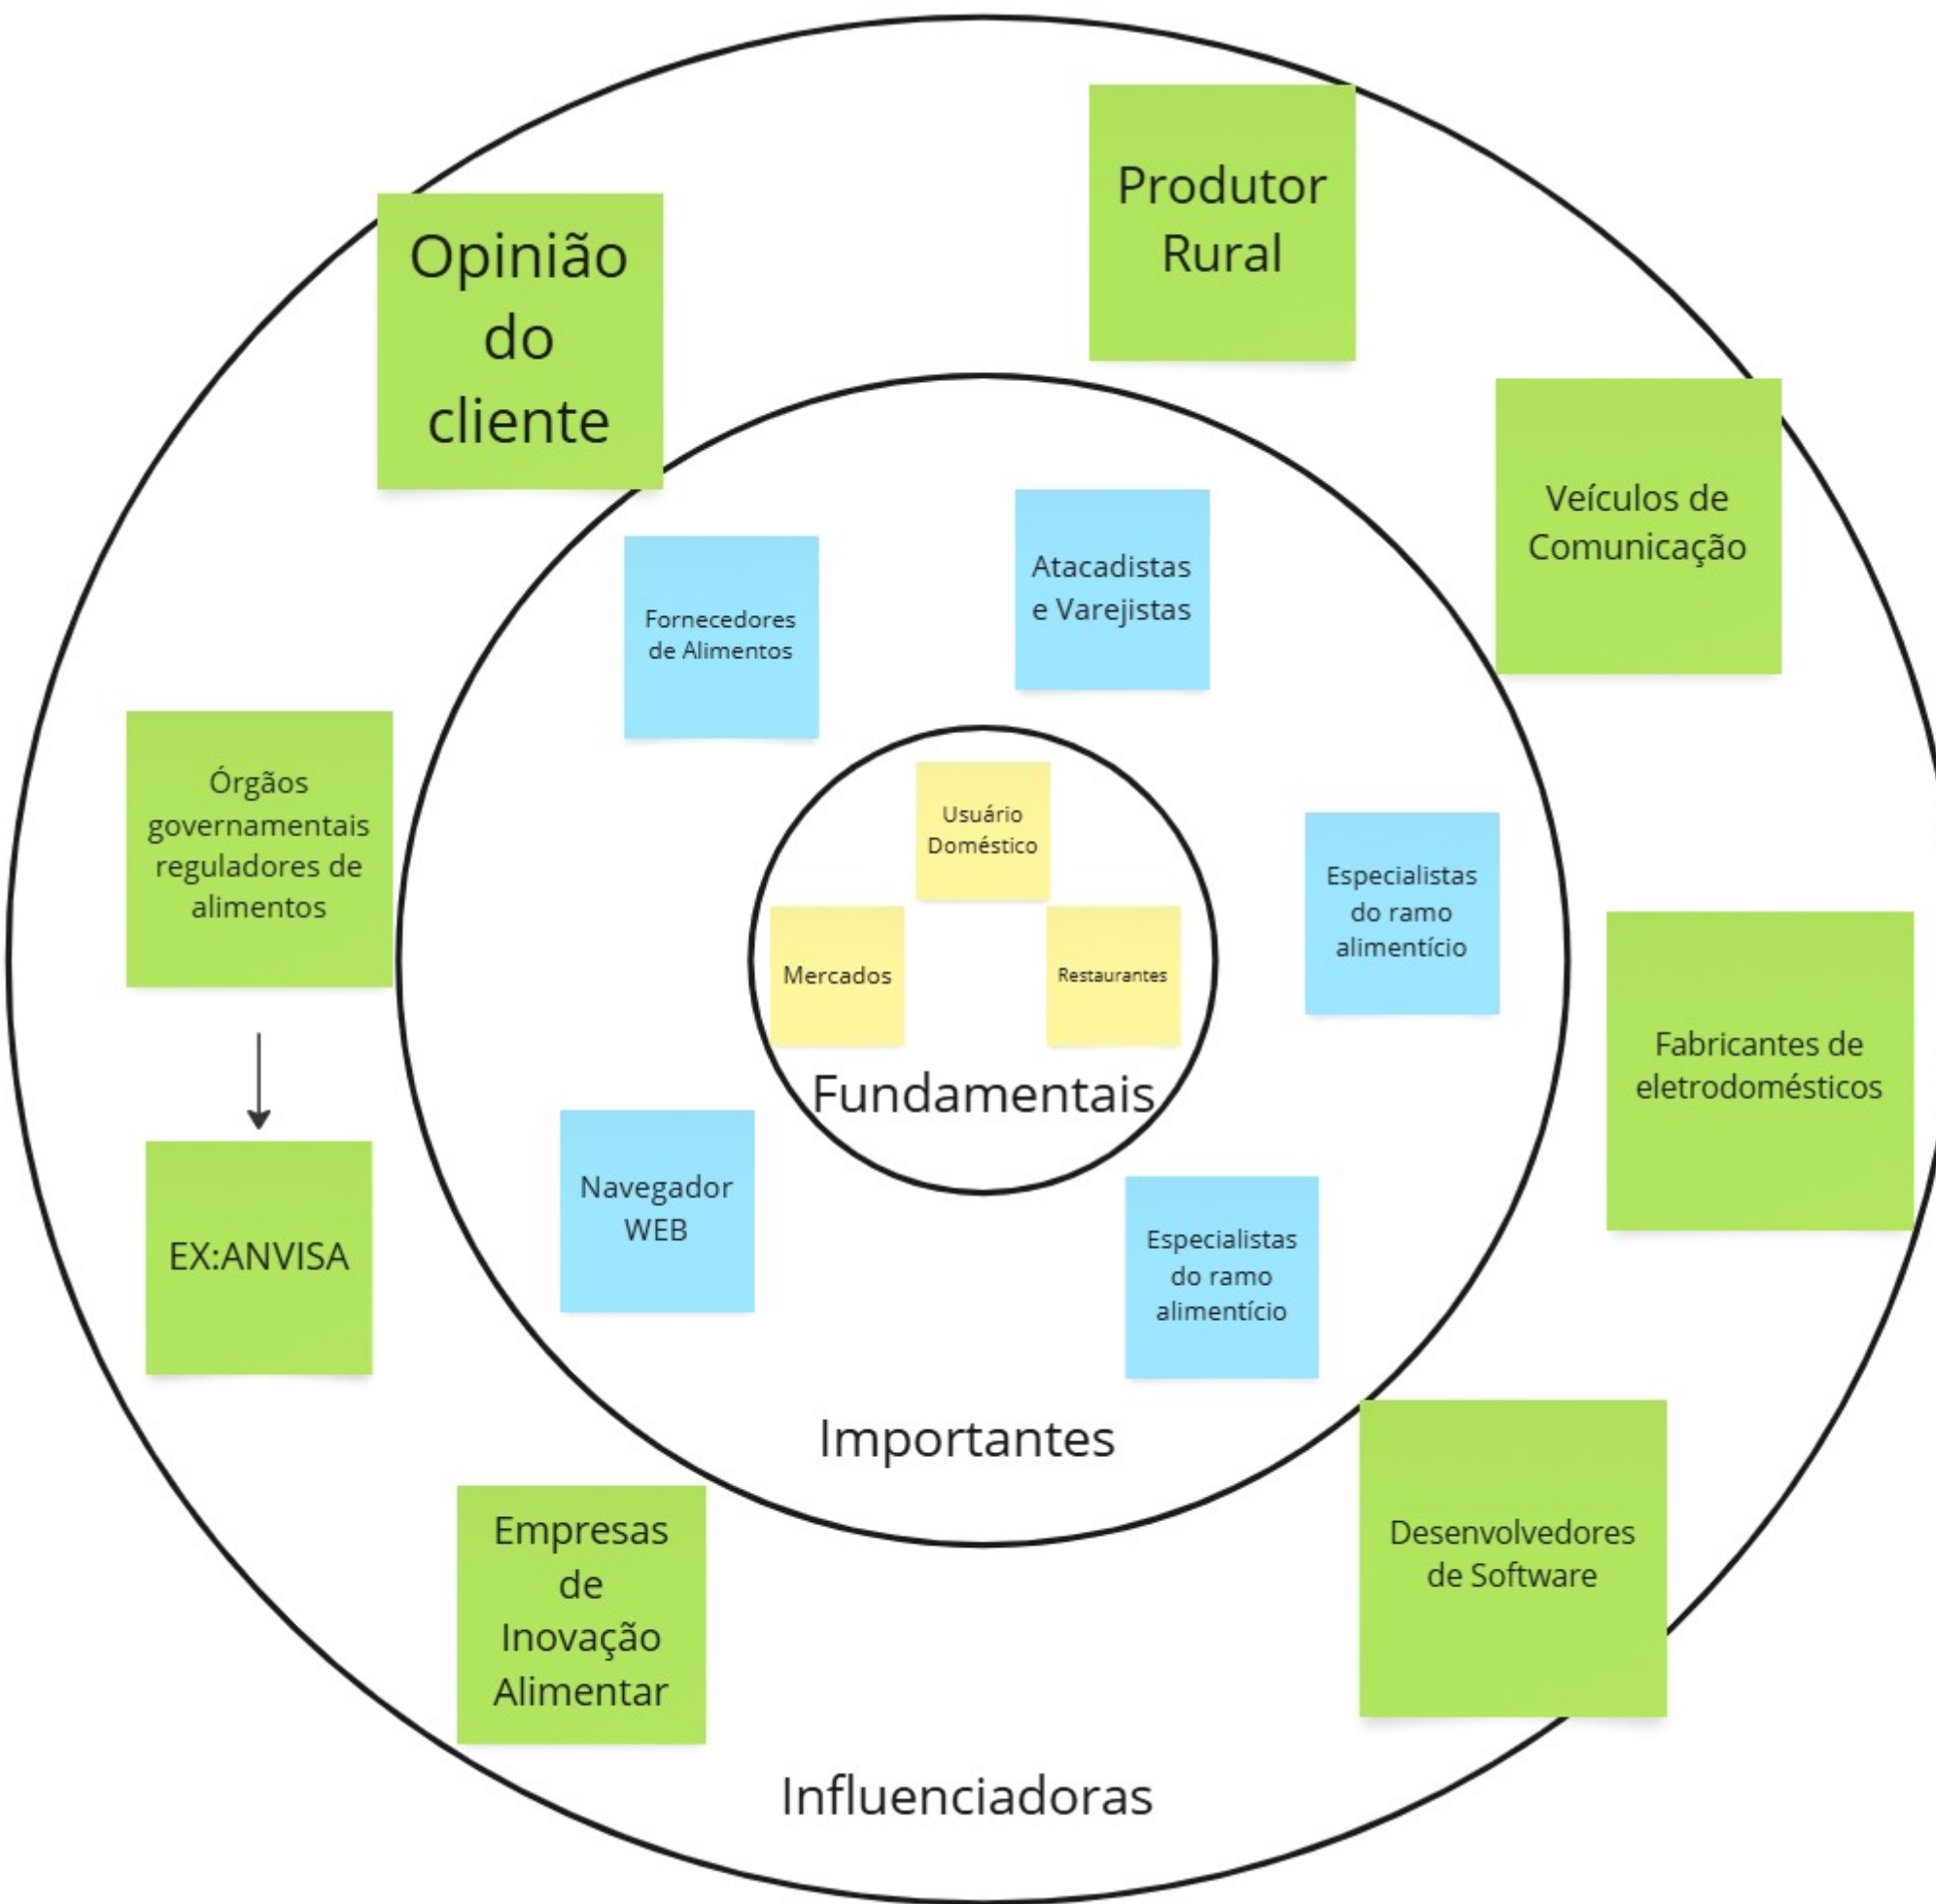 Produtor
Rural
Opinião
do
cliente
Veículos de
Comunicação
Atacadistas
e Varejistas
Fornecedores
de Alimentos
Órgãos
governamentais
reguladores de
alimentos
Usuário
Doméstico
Especialistas
do ramo
alimentício
Mercados
Restaurantes
Fabricantes de
eletrodomésticos
Fundamentais
Navegador
WEB
EX:ANVISA
Especialistas
do ramo
alimentício
Importantes
Empresas
de
Inovação
Alimentar
Desenvolvedores
de Software
Influenciadoras